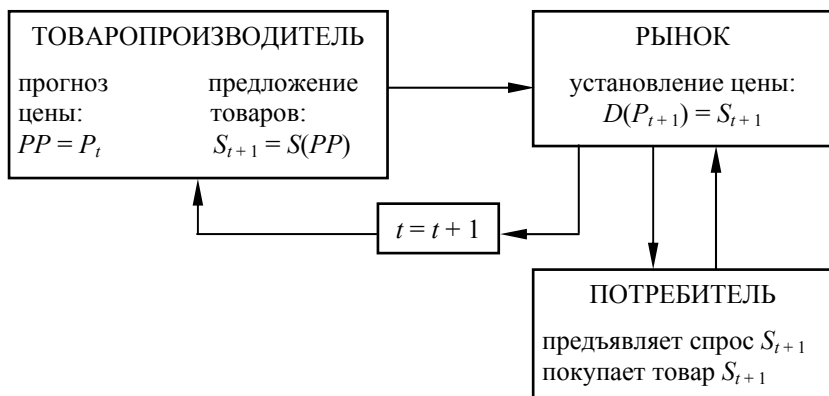 ТОВАРОПРОИЗВОДИТЕЛЬ
прогноз предложение
цены: товаров:
PP = P_t S_{t+1} = S(PP)
РЫНОК
установление цены:
D(P_{t+1}) = S_{t+1}
t = t + 1
ПОТРЕБИТЕЛЬ
предъявляет спрос S_{t+1}
покупает товар S_{t+1}